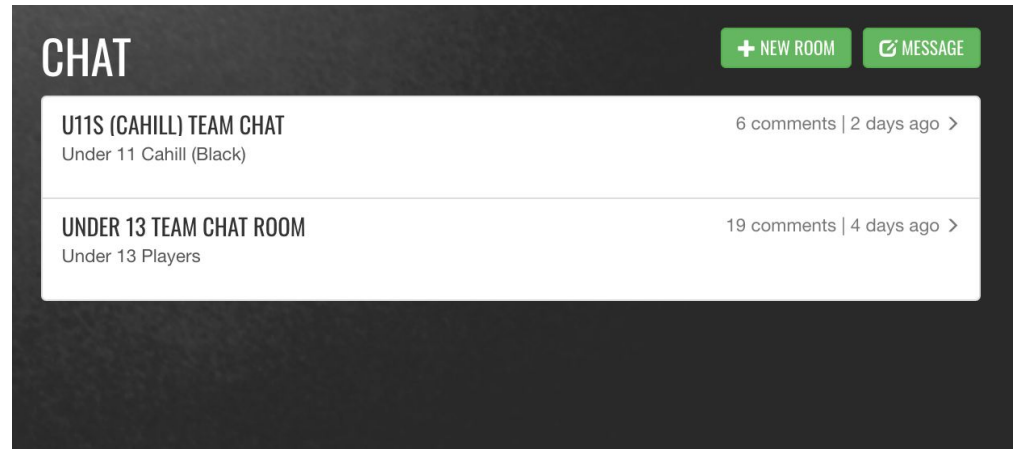 CHAT
NEW ROOM
MESSAGE
U11S (CAHILL) TEAM CHAT
6 comments | 2 days ago
Under 11 Cahill (Black)
UNDER 13 TEAM CHAT ROOM
19 comments | 4 days ago
Under 13 Players